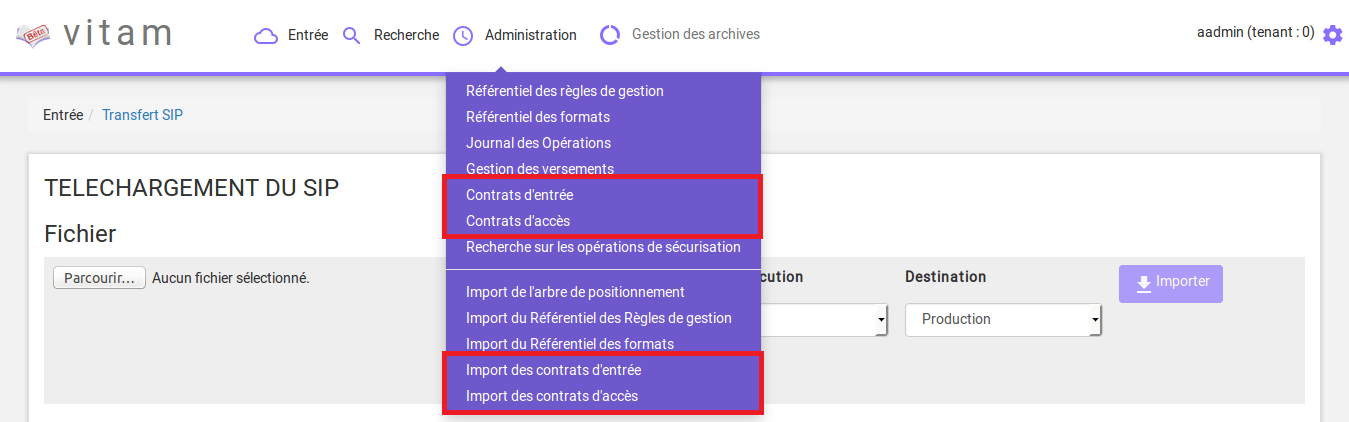 Bêta vitam
Entrée Recherche Administration Gestion des archives aadmin (tenant : 0)
Entrée / Transfert SIP
TELECHARGEMENT DU SIP
Fichier
Parcourir... Aucun fichier sélectionné.
Référentiel des règles de gestion
Référentiel des formats
Journal des Opérations
Gestion des versements
Contrats d'entrée
Contrats d'accès
Recherche sur les opérations de sécurisation
Import de l'arbre de positionnement
Import du Référentiel des Règles de gestion
Import du Référentiel des formats
Import des contrats d'entrée
Import des contrats d'accès
cution Destination
Production
Importer